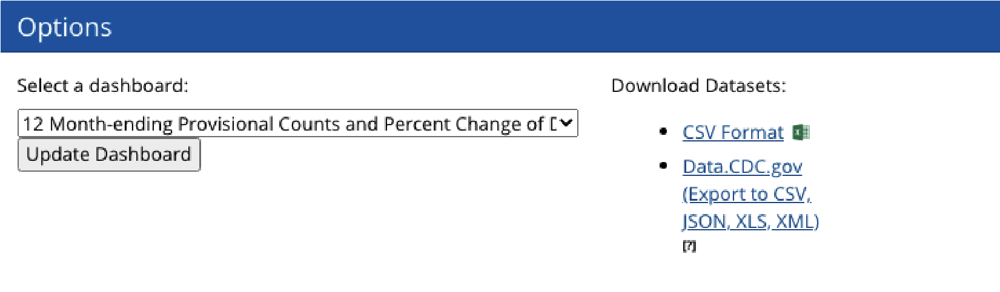 Options
Select a dashboard:
12 Month-ending Provisional Counts and Percent Change of
Update Dashboard
Download Datasets:
CSV Format
Data.CDC.gov
(Export to CSV,
JSON, XLS, XML)
[?]